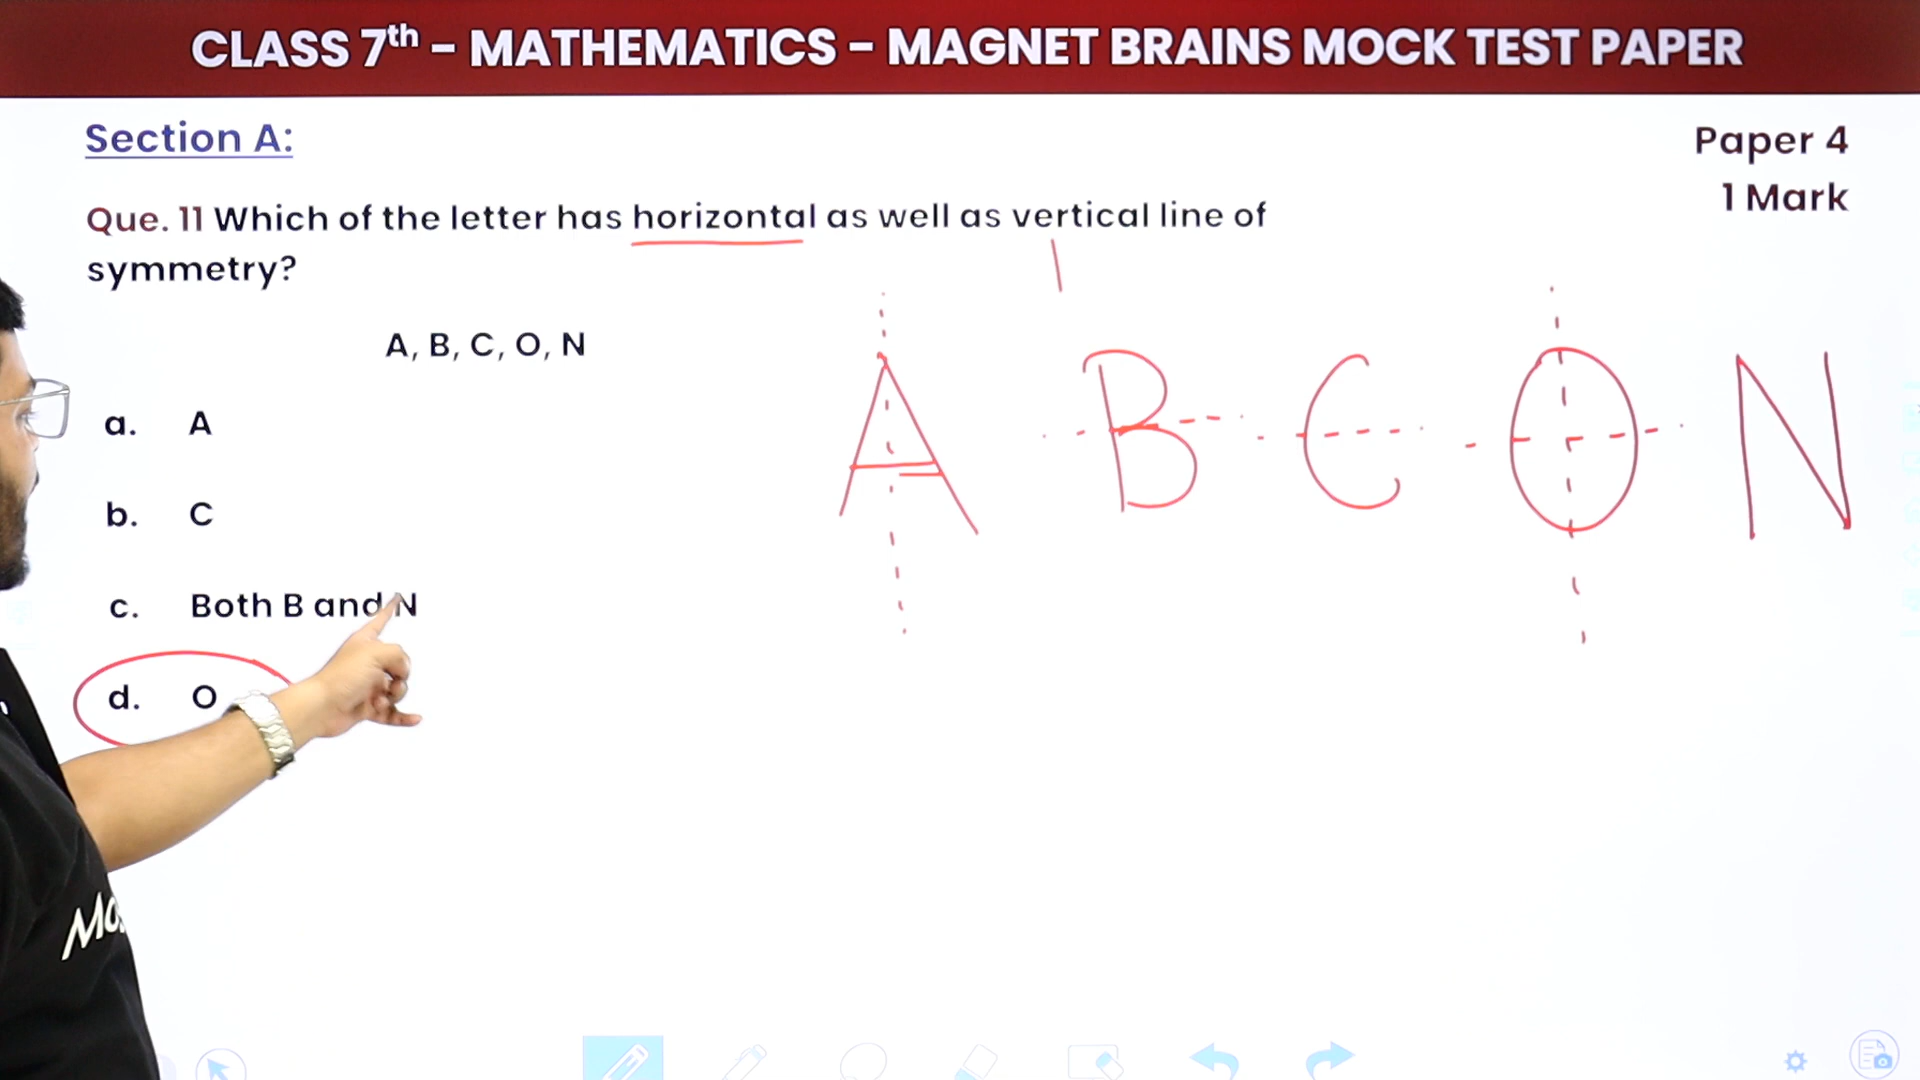 CLASS 7th – MATHEMATICS – MAGNET BRAINS MOCK TEST PAPER
Section A:
Paper 4
1 Mark
Que. 11 Which of the letter has horizontal as well as vertical line of
symmetry?
A, B, C, O, N
A B C O N
a. A
b. C
c. Both B and N
d. O